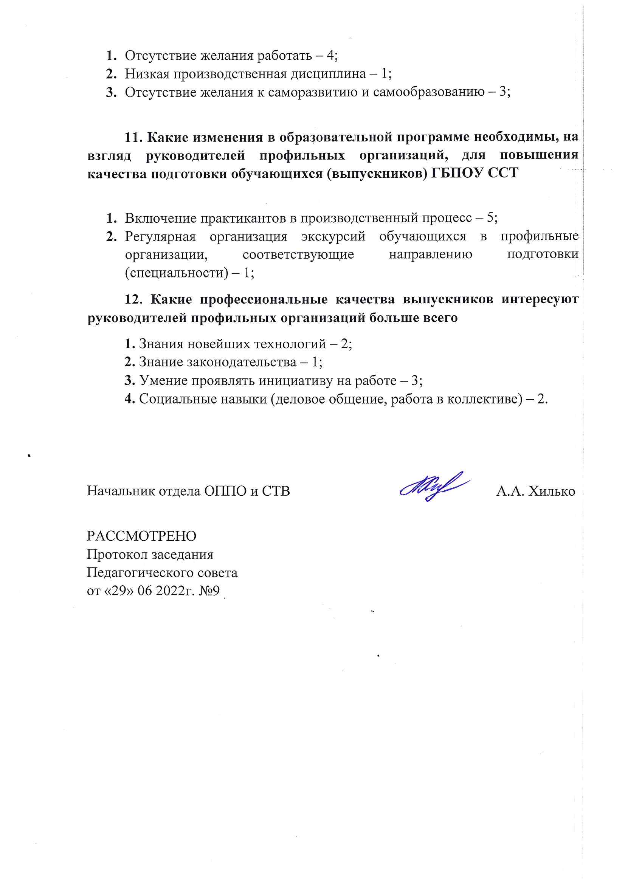 1. Отсутствие желания работать – 4;
2. Низкая производственная дисциплина – 1;
3. Отсутствие желания к саморазвитию и самообразованию – 3;
11. Какие изменения в образовательной программе необходимы, на
взгляд руководителей профильных организаций, для повышения
качества подготовки обучающихся (выпускников) ГБПОУ ССТ
1. Включение практикантов в производственный процесс – 5;
2. Регулярная организация экскурсий обучающихся в профильные
организации, соответствующие направлению подготовки
(специальности) – 1;
12. Какие профессиональные качества выпускников интересуют
руководителей профильных организаций больше всего
1. Знания новейших технологий – 2;
2. Знание законодательства – 1;
3. Умение проявлять инициативу на работе – 3;
4. Социальные навыки (деловое общение, работа в коллективе) – 2.
Начальник отдела ОППО и СТВ А.А. Хилько
РАССМОТРЕНО
Протокол заседания
Педагогического совета
от «29» 06 2022г. №9